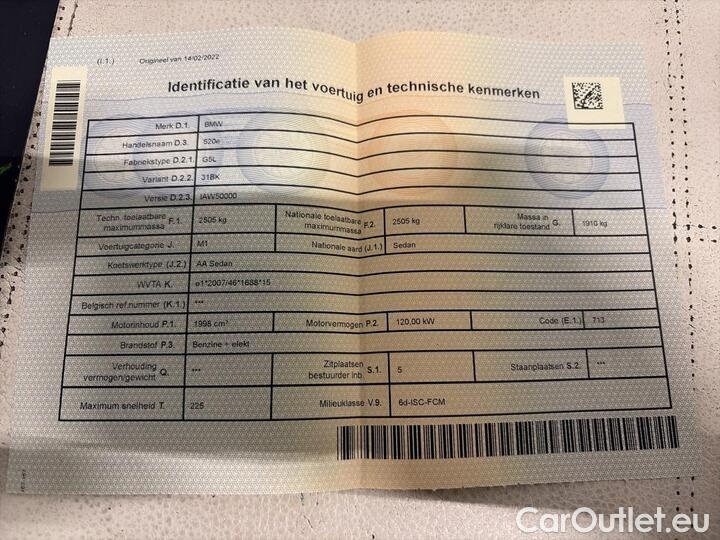 (I.1.) Origineel van 14/02/2022
Identificatie van het voertuig en technische kenmerken
Merk D.1. BMW
Handelsnaam D.3. 520e
Fabriekstype D.2.1. G5L
Variant D.2.2. 31BK
Versie D.2.3. IAW50000
Techn. toelaatbare maximummassa F.1. 2505 kg Nationale toelaatbare maximummassa F.2. 2505 kg Massa in rijklare toestand G. 1910 kg
Voertuigcategorie J. M1 Nationale aard (J.1.) Sedan
Koetswerktype (J.2.) AA Sedan
WVTA K. e1*2007/46*1688*15
Belgisch ref.nummer (K.1.) ***
Motorinhoud P.1. 1998 cm³ Motorvermogen P.2. 120,00 kW Code (E.1.) 713
Brandstof P.3. Benzine + elekt
Verhouding vermogen/gewicht Q. *** Zitplaatsen bestuurder inb. S.1. 5 Staanplaatsen S.2. ***
Maximum snelheid T. 225 Milieuklasse V.9. 6d-ISC-FCM
CarOutlet.eu